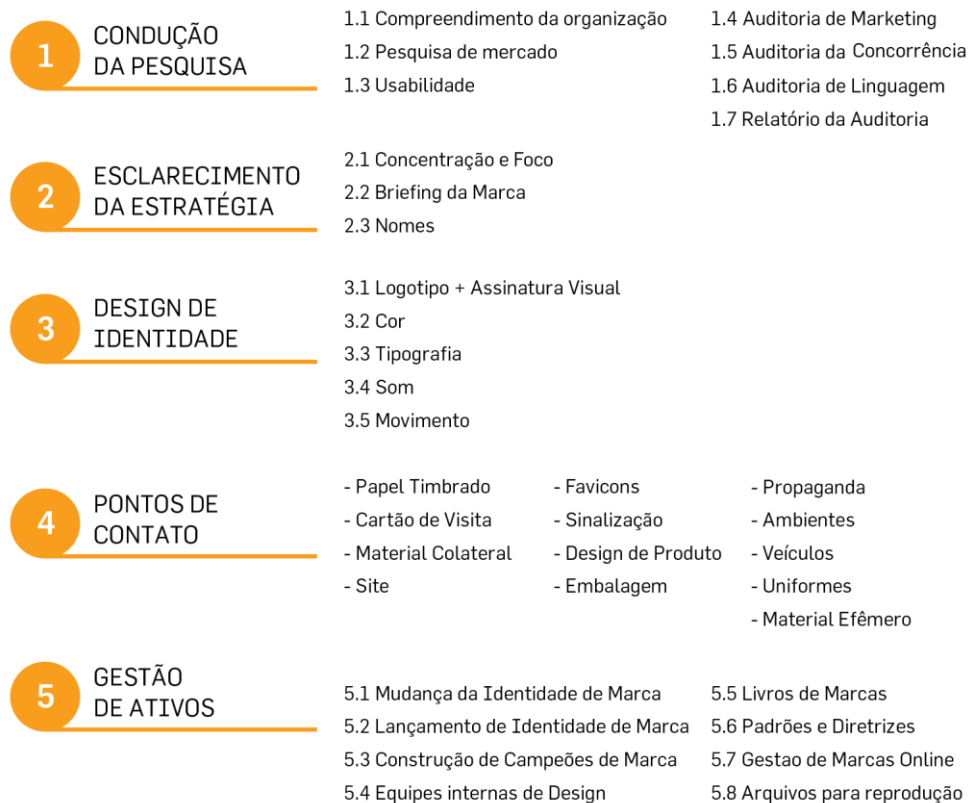 1
CONDUÇÃO
DA PESQUISA
1.1 Compreendimento da organização
1.2 Pesquisa de mercado
1.3 Usabilidade
1.4 Auditoria de Marketing
1.5 Auditoria da Concorrência
1.6 Auditoria de Linguagem
1.7 Relatório da Auditoria
2
ESCLARECIMENTO
DA ESTRATÉGIA
2.1 Concentração e Foco
2.2 Briefing da Marca
2.3 Nomes
3
DESIGN DE
IDENTIDADE
3.1 Logotipo + Assinatura Visual
3.2 Cor
3.3 Tipografia
3.4 Som
3.5 Movimento
4
PONTOS DE
CONTATO
- Papel Timbrado
- Cartão de Visita
- Material Colateral
- Site
- Favicons
- Sinalização
- Design de Produto
- Embalagem
- Propaganda
- Ambientes
- Veículos
- Uniformes
- Material Efêmero
5
GESTÃO
DE ATIVOS
5.1 Mudança da Identidade de Marca
5.2 Lançamento de Identidade de Marca
5.3 Construção de Campeões de Marca
5.4 Equipes internas de Design
5.5 Livros de Marcas
5.6 Padrões e Diretrizes
5.7 Gestao de Marcas Online
5.8 Arquivos para reprodução